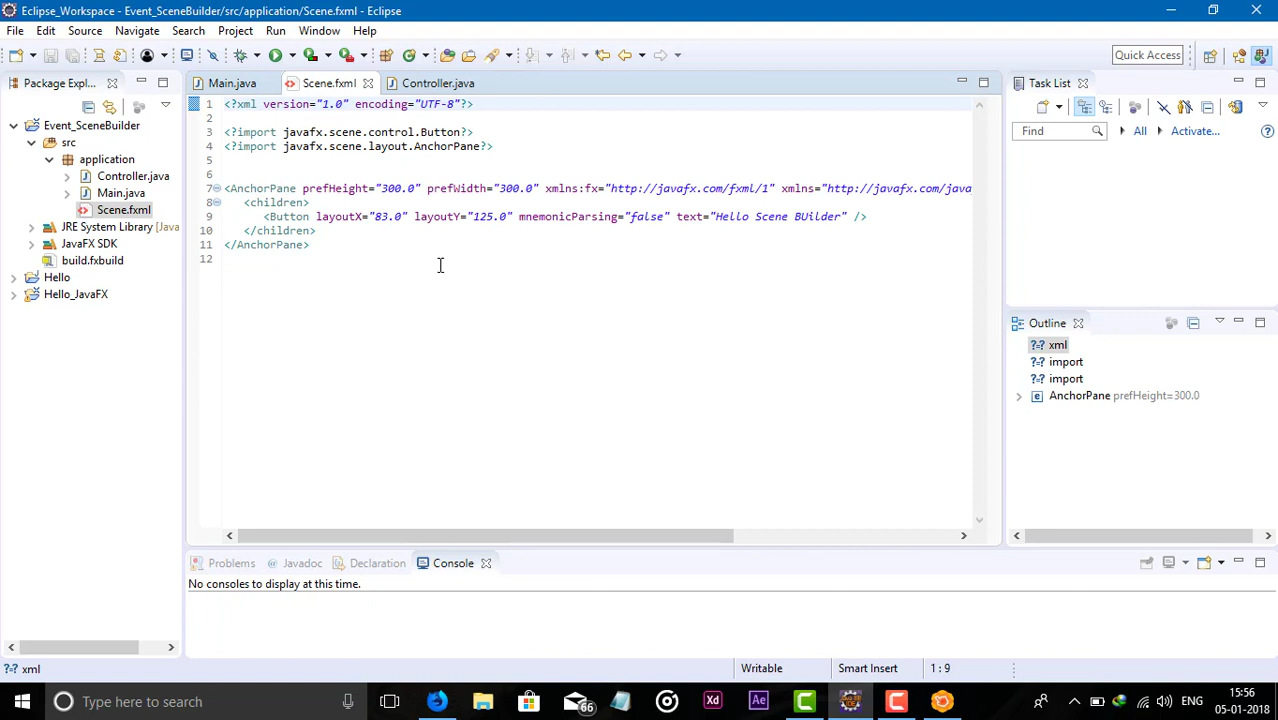 Eclipse_Workspace - Event_SceneBuilder/src/application/Scene.fxml - Eclipse
File Edit Source Navigate Search Project Run Window Help
Quick Access
Package Expl...
Main.java Scene.fxml Controller.java
Task List
Event_SceneBuilder
src
application
Controller.java
Main.java
Scene.fxml
JRE System Library [Java
JavaFX SDK
build.fxbuild
Hello
Hello_JavaFX
1 <?xml version="1.0" encoding="UTF-8"?>
2
3 <?import javafx.scene.control.Button?>
4 <?import javafx.scene.layout.AnchorPane?>
5
6
7 <AnchorPane prefHeight="300.0" prefWidth="300.0" xmlns:fx="http://javafx.com/fxml/1" xmlns="http://javafx.com/java
8 <children>
9 <Button layoutX="83.0" layoutY="125.0" mnemonicParsing="false" text="Hello Scene BUilder" />
10 </children>
11 </AnchorPane>
12
Find All Activate...
Outline
?=? xml
?=? import
?=? import
e AnchorPane prefHeight=300.0
Problems @ Javadoc Declaration Console
No consoles to display at this time.
?=? xml Writable Smart Insert 1 : 9
Type here to search
66
Xd
Ae
JAVA EE
IDE
ENG
15:56
05-01-2018